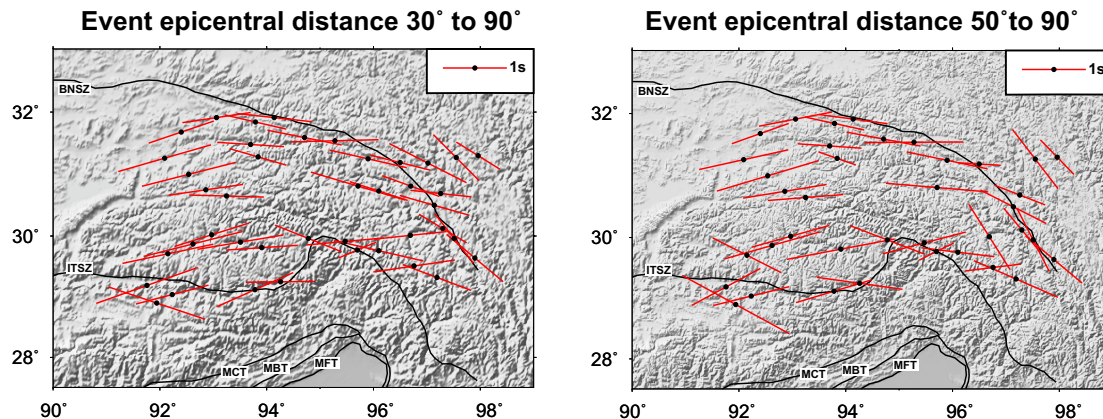 Event epicentral distance 30˚ to 90˚
1s
BNSZ
ITSZ
MCT
MBT
MFT
32˚
30˚
28˚
90˚ 92˚ 94˚ 96˚ 98˚
Event epicentral distance 50˚to 90˚
1s
BNSZ
ITSZ
MCT
MBT
MFT
32˚
30˚
28˚
90˚ 92˚ 94˚ 96˚ 98˚